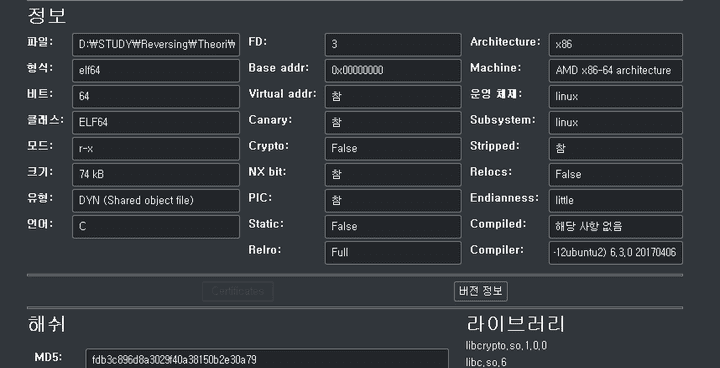 정보
파일: D:₩STUDY₩Reversing₩Theori₩ FD: 3 Architecture: x86
형식: elf64 Base addr: 0x00000000 Machine: AMD x86-64 architecture
비트: 64 Virtual addr: 참 운영 체제: linux
클래스: ELF64 Canary: 참 Subsystem: linux
모드: r-x Crypto: False Stripped: 참
크기: 74 kB NX bit: 참 Relocs: False
유형: DYN (Shared object file) PIC: 참 Endianness: little
언어: C Static: False Compiled: 해당 사항 없음
Relro: Full Compiler: -12ubuntu2) 6.3.0 20170406
Certificates 버전 정보
해쉬 라이브러리
MD5: fdb3c896d8a3029f40a38150b2e30a79
libcrypto.so.1.0.0
libc.so.6